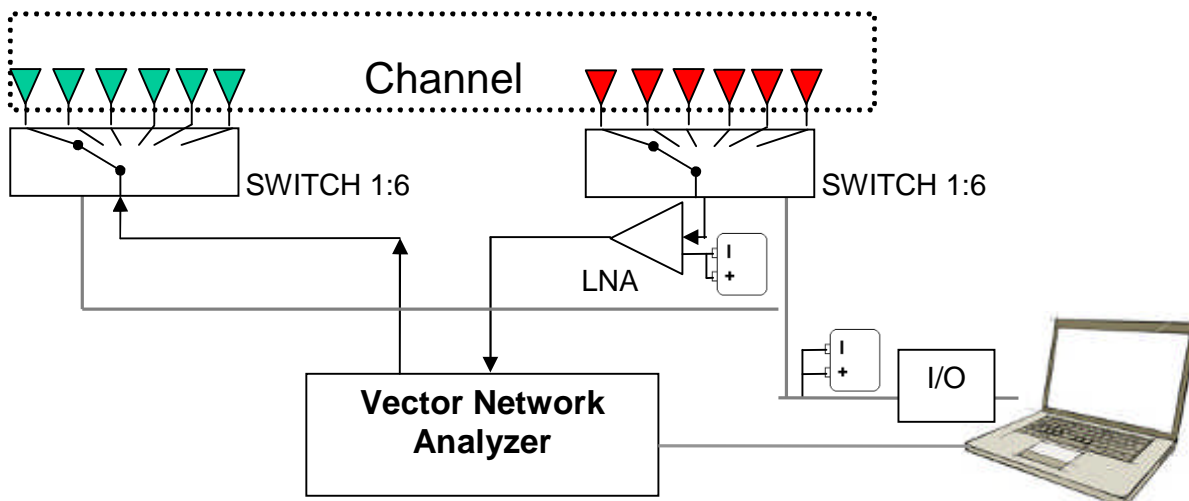 Channel
SWITCH 1:6
SWITCH 1:6
LNA
I
+
I
+
I/O
Vector Network
Analyzer